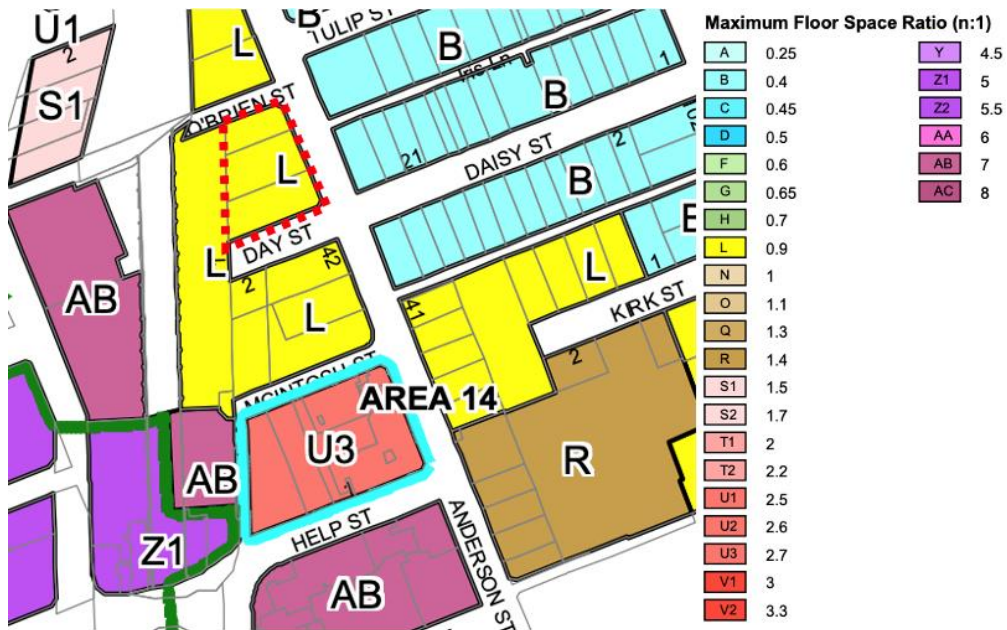 U1
2
S1
L
B
TULIP ST
B
Iris Ln
1
B
O'BRIEN ST
L
21
DAISY ST
2
B
DAY ST
L
2
42
L
AB
B
1
L
41
KIRK ST
2
MCINTOSH ST
AREA 14
U3
1
R
AB
HELP ST
Z1
AB
ANDERSON ST
Maximum Floor Space Ratio (n:1)
A 0.25
B 0.4
C 0.45
D 0.5
F 0.6
G 0.65
H 0.7
L 0.9
N 1
O 1.1
Q 1.3
R 1.4
S1 1.5
S2 1.7
T1 2
T2 2.2
U1 2.5
U2 2.6
U3 2.7
V1 3
V2 3.3
Y 4.5
Z1 5
Z2 5.5
AA 6
AB 7
AC 8